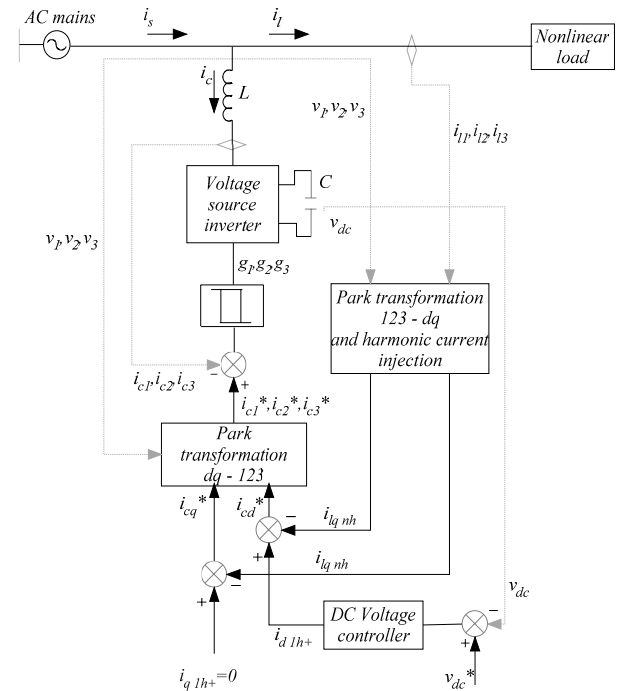 AC mains
i_s
i_l
Nonlinear
load
i_c
L
v_1,v_2,v_3
i_l1,i_l2,i_l3
Voltage
source
inverter
C
v_dc
v_1,v_2,v_3
g_1,g_2,g_3
Park transformation
123 - dq
and harmonic current
injection
-
+
i_c1,i_c2,i_c3
i_c1*,i_c2*,i_c3*
Park
transformation
dq - 123
i_cq*
i_cd*
-
i_lq nh
+
i_lq nh
-
+
v_dc
DC Voltage
controller
-
+
i_d 1h+
i_q 1h+=0
v_dc*